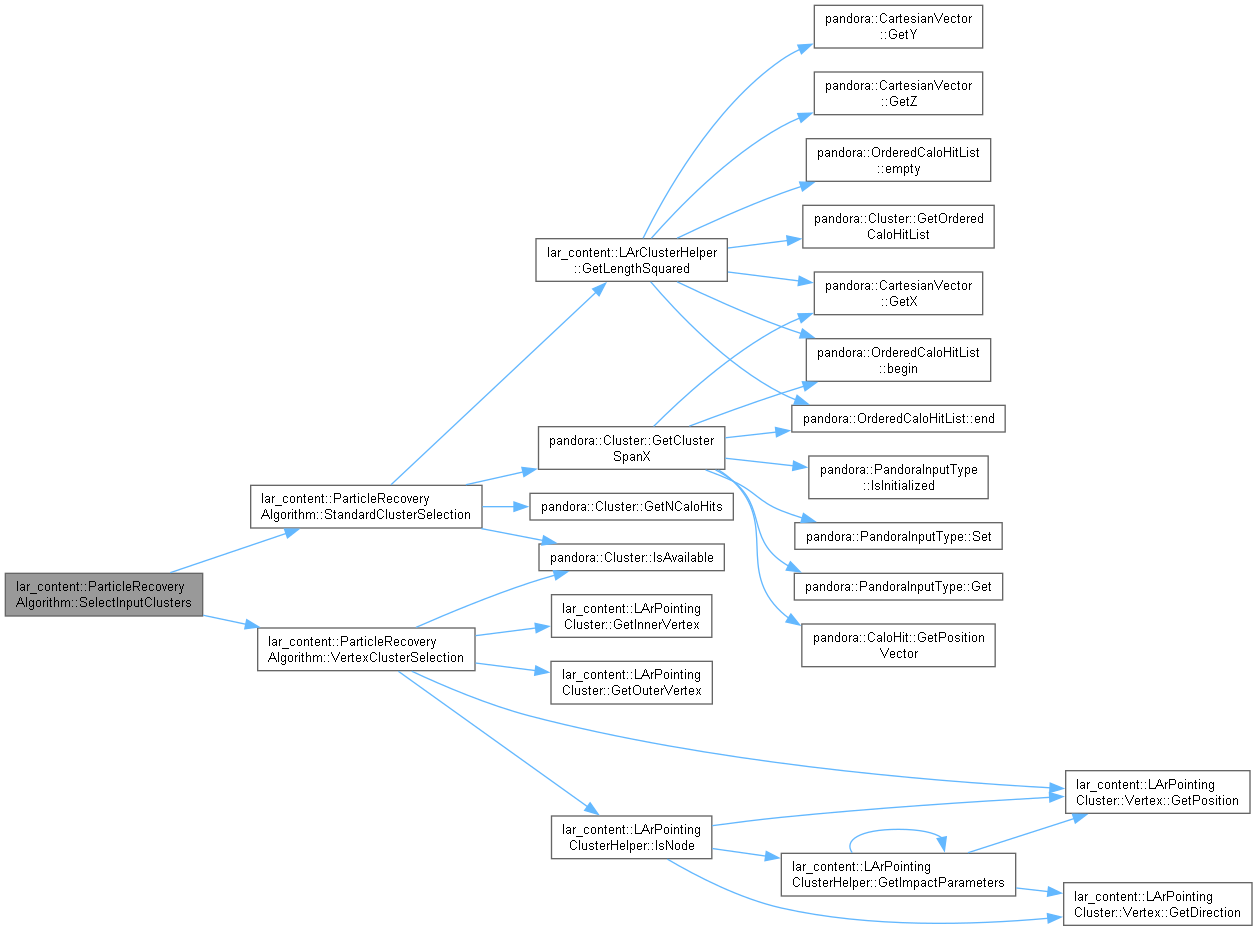 pandora::CartesianVector
::GetY
pandora::CartesianVector
::GetZ
pandora::OrderedCaloHitList
::empty
pandora::Cluster::GetOrdered
CaloHitList
lar_content::LArClusterHelper
::GetLengthSquared
pandora::CartesianVector
::GetX
pandora::OrderedCaloHitList
::begin
pandora::OrderedCaloHitList::end
pandora::Cluster::GetCluster
SpanX
pandora::PandoraInputType
::IsInitialized
lar_content::ParticleRecovery
Algorithm::StandardClusterSelection
pandora::Cluster::GetNCaloHits
pandora::PandoraInputType::Set
pandora::Cluster::IsAvailable
pandora::PandoraInputType::Get
lar_content::ParticleRecovery
Algorithm::SelectInputClusters
lar_content::LArPointing
Cluster::GetInnerVertex
pandora::CaloHit::GetPosition
Vector
lar_content::ParticleRecovery
Algorithm::VertexClusterSelection
lar_content::LArPointing
Cluster::GetOuterVertex
lar_content::LArPointing
Cluster::Vertex::GetPosition
lar_content::LArPointing
ClusterHelper::IsNode
lar_content::LArPointing
ClusterHelper::GetImpactParameters
lar_content::LArPointing
Cluster::Vertex::GetDirection